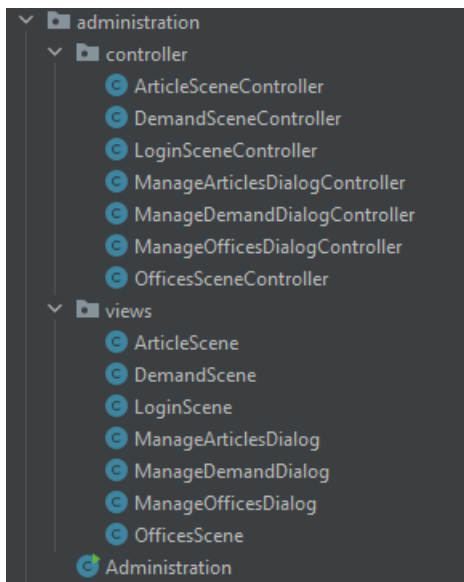 administration
controller
ArticleSceneController
DemandSceneController
LoginSceneController
ManageArticlesDialogController
ManageDemandDialogController
ManageOfficesDialogController
OfficesSceneController
views
ArticleScene
DemandScene
LoginScene
ManageArticlesDialog
ManageDemandDialog
ManageOfficesDialog
OfficesScene
Administration